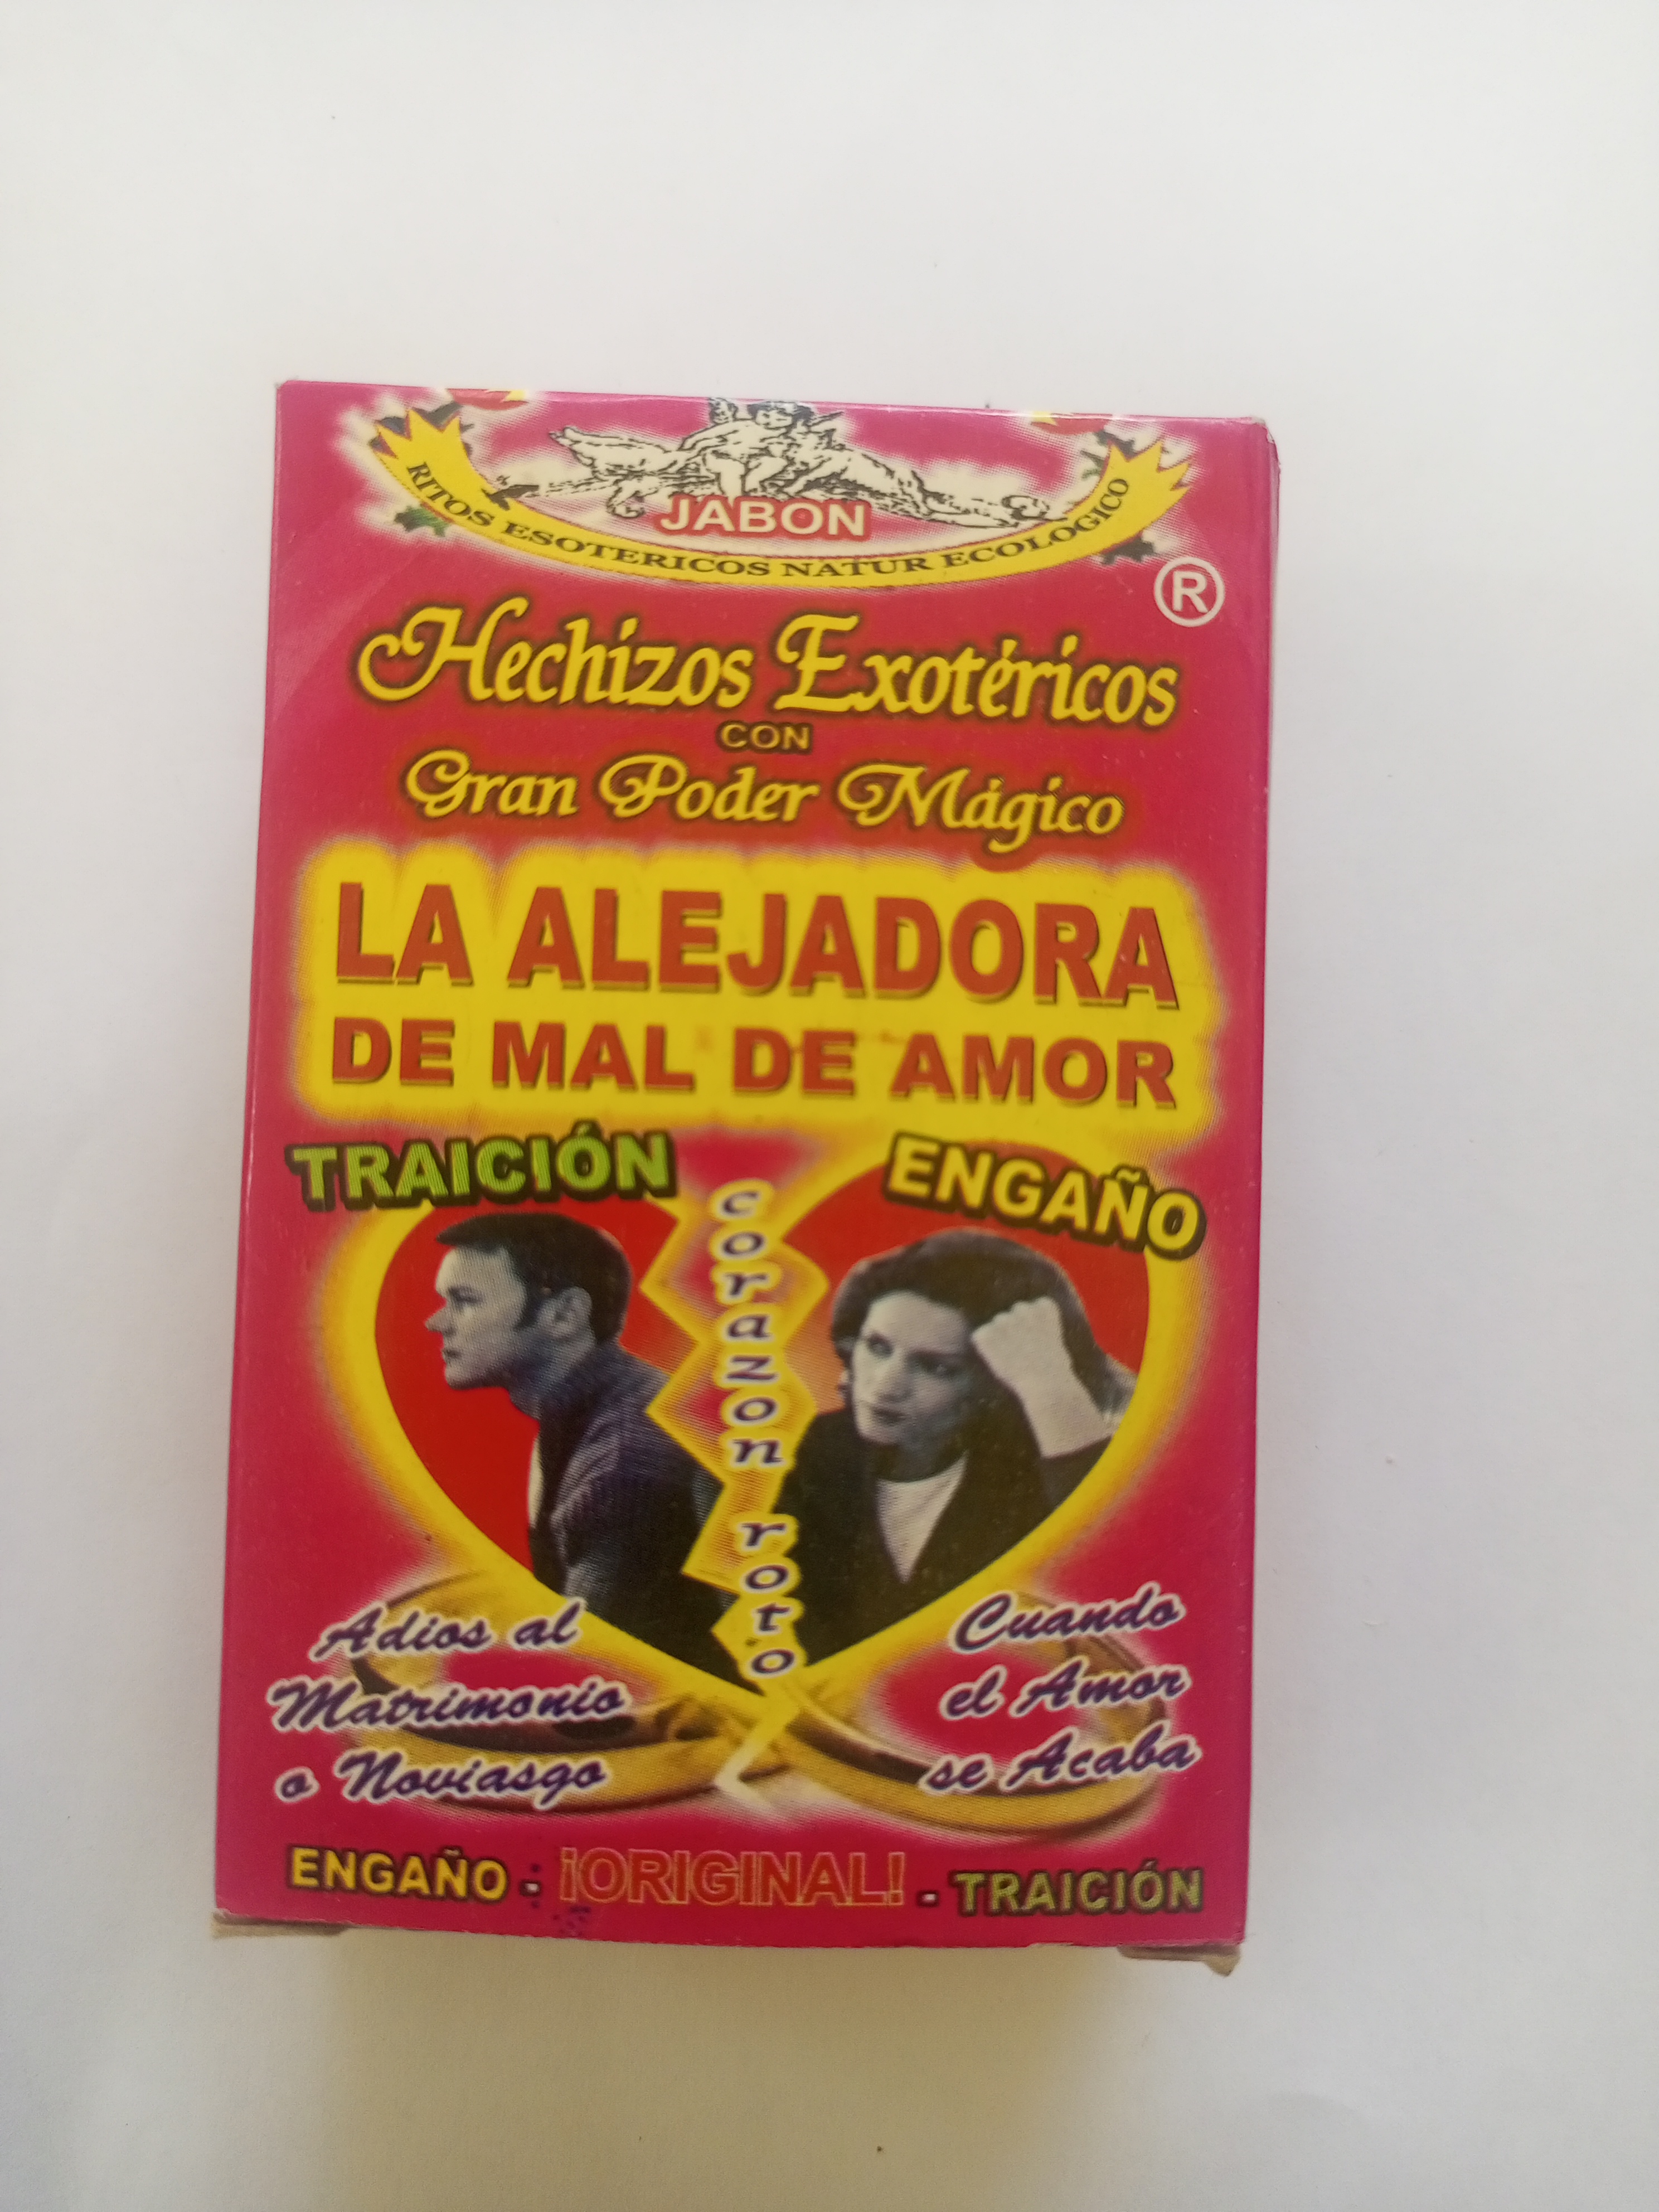 JABON
RITOS ESOTERICOS NATUR ECOLOGICO
®
Hechizos Exotéricos
CON
Gran Poder Mágico
LA ALEJADORA
DE MAL DE AMOR
TRAICIÓN
ENGAÑO
corazon roto
Adios al
Matrimonio
o Noviasgo
Cuando
el Amor
se Acaba
ENGAÑO - ¡ORIGINAL! - TRAICIÓN